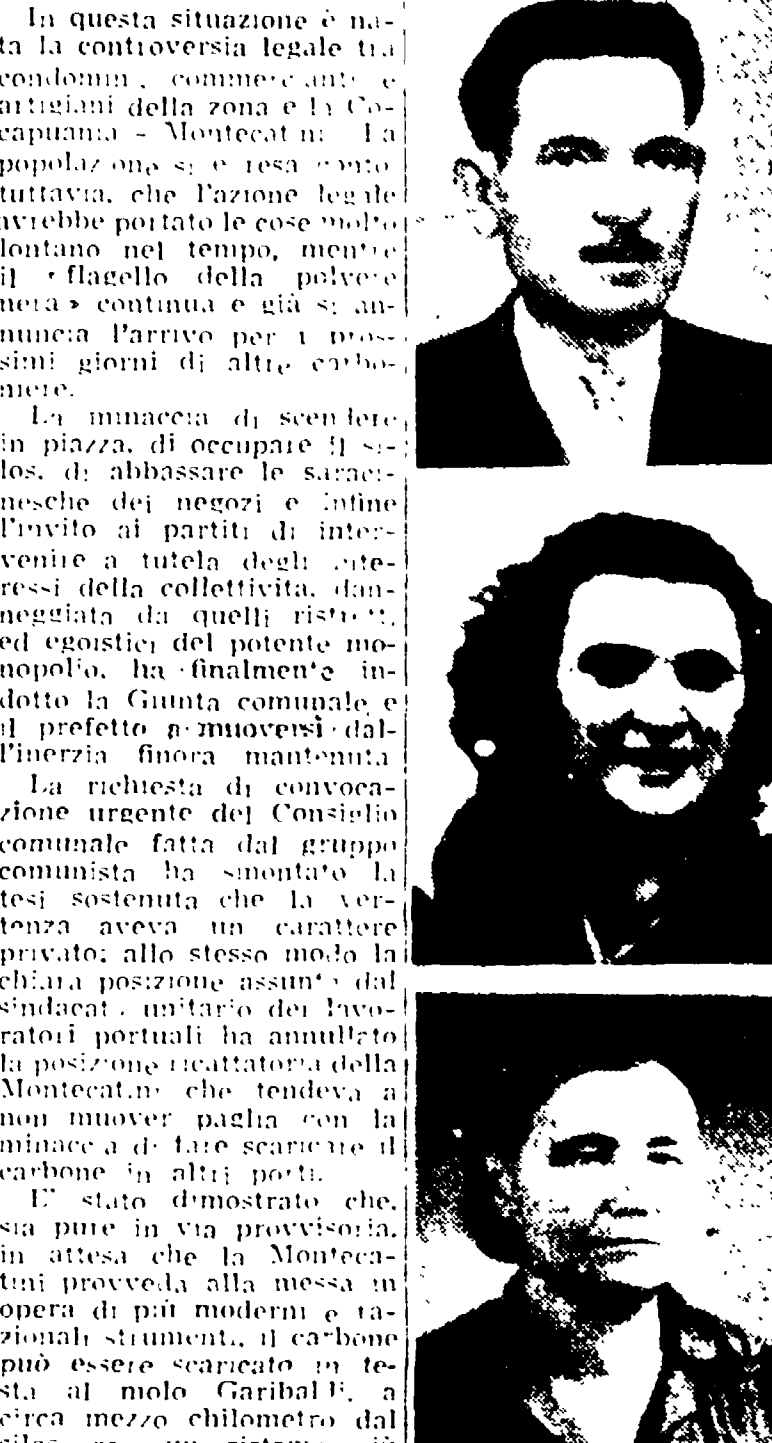 In questa situazione è na-
ta la controversia legale tra
condomini, commercianti e
artigiani della zona e la Co-
capuania - Montecatini La
popolazione si è resa conto
tuttavia, che l'azione legale
avrebbe portato le cose molto
lontano nel tempo, mentre
il «flagello della polvere
nera» continua e già si an-
nuncia l'arrivo per i pros-
simi giorni di altre carbo-
niere.
La minaccia di scendere
in piazza, di occupare il si-
los, di abbassare le saraci-
nesche dei negozi e infine
l'invito ai partiti di inter-
venire a tutela degli inte-
ressi della collettività, dan-
neggiata da quelli ristretti,
ed egoistici del potente mo-
nopolio, ha finalmente in-
dotto la Giunta comunale e
il prefetto a muoversi dal-
l'inerzia finora mantenuta
La richiesta di convoca-
zione urgente del Consiglio
comunale fatta dal gruppo
comunista ha smontato la
tesi sostenuta che la ver-
tenza aveva un carattere
privato; allo stesso modo la
chiara posizione assunta dal
sindacato unitario dei lavo-
ratori portuali ha annullato
la posizione ricattatoria della
Montecatini che tendeva a
non muover paglia con la
minaccia di fare scaricare il
carbone in altri porti.
E' stato dimostrato che,
sia pure in via provvisoria,
in attesa che la Monteca-
tini provveda alla messa in
opera di più moderni e ra-
zionali strumenti, il carbone
può essere scaricato in te-
sta al molo Garibaldi, a
circa mezzo chilometro dal